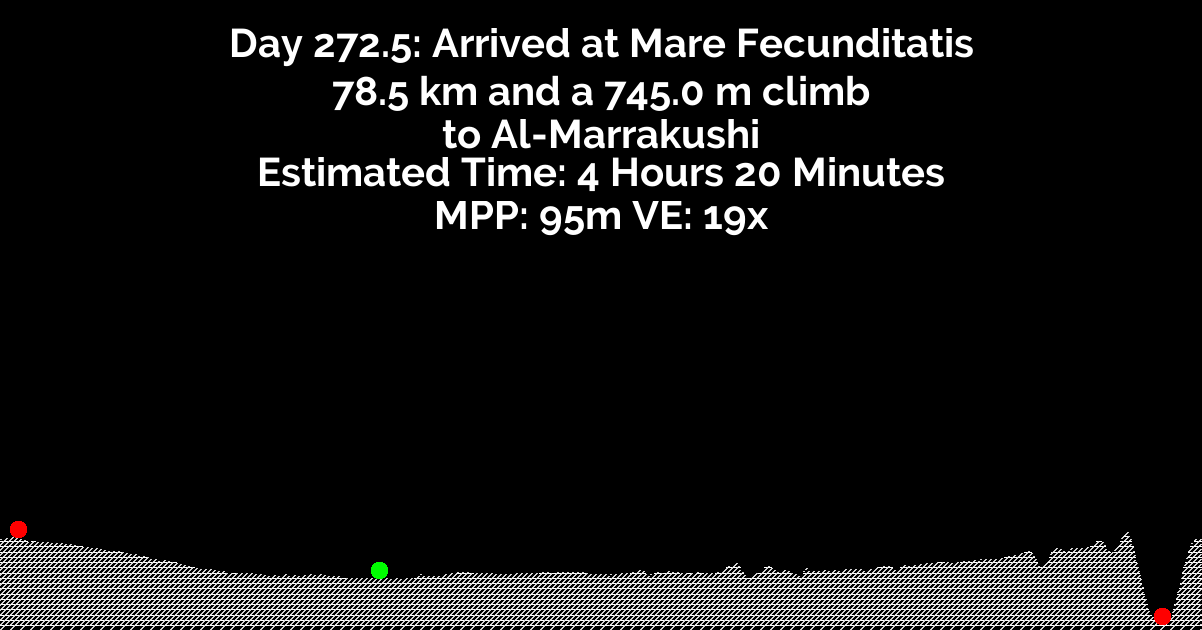 Day 272.5: Arrived at Mare Fecunditatis
78.5 km and a 745.0 m climb
to Al-Marrakushi
Estimated Time: 4 Hours 20 Minutes
MPP: 95m VE: 19x